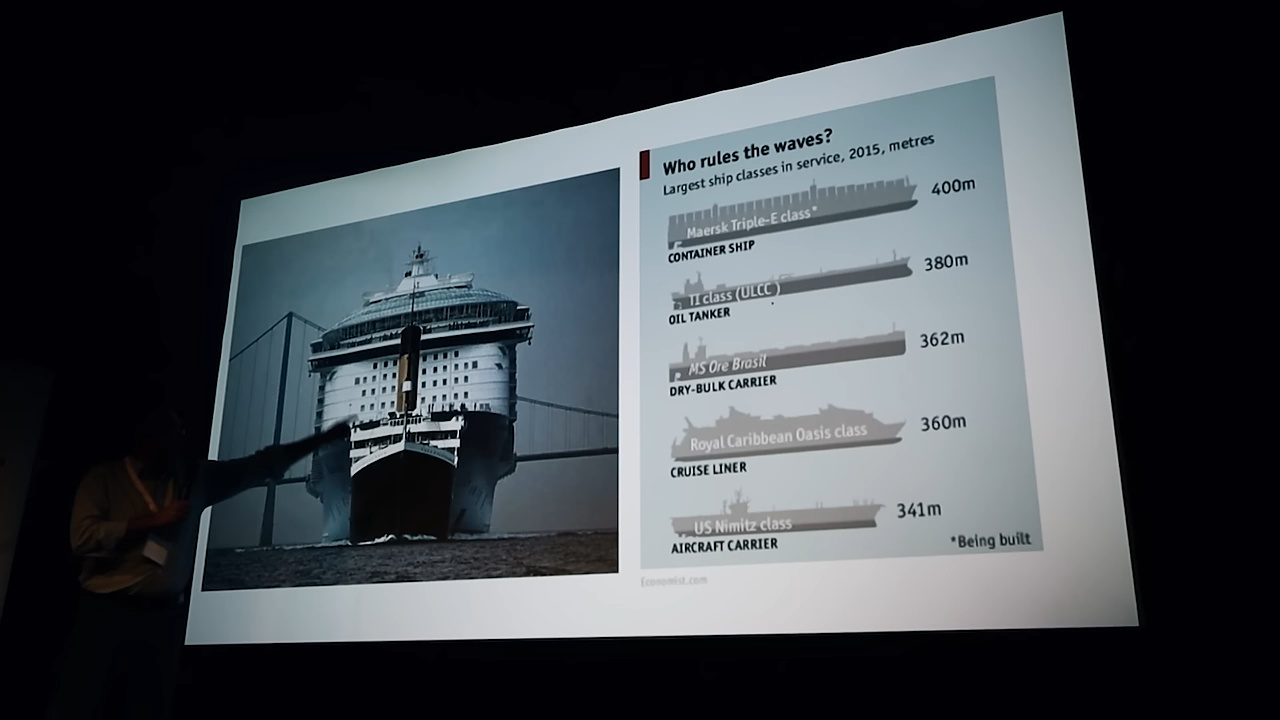 Who rules the waves?
Largest ship classes in service, 2015, metres
Maersk Triple-E class*
400m
CONTAINER SHIP
TI class (ULCC)
380m
OIL TANKER
MS Ore Brasil
362m
DRY-BULK CARRIER
Royal Caribbean Oasis class
360m
CRUISE LINER
US Nimitz class
341m
AIRCRAFT CARRIER
*Being built
Economist.com